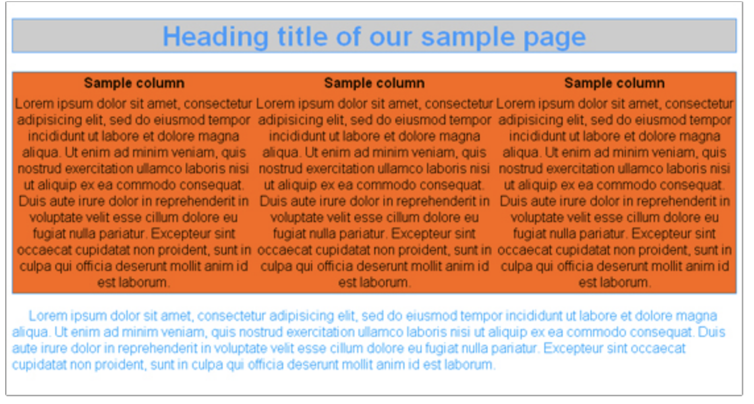 Heading title of our sample page
Sample column
Lorem ipsum dolor sit amet, consectetur
adipisicing elit, sed do eiusmod tempor
incididunt ut labore et dolore magna
aliqua. Ut enim ad minim veniam, quis
nostrud exercitation ullamco laboris nisi
ut aliquip ex ea commodo consequat.
Duis aute irure dolor in reprehenderit in
voluptate velit esse cillum dolore eu
fugiat nulla pariatur. Excepteur sint
occaecat cupidatat non proident, sunt in
culpa qui officia deserunt mollit anim id
est laborum.
Sample column
Lorem ipsum dolor sit amet, consectetur
adipisicing elit, sed do eiusmod tempor
incididunt ut labore et dolore magna
aliqua. Ut enim ad minim veniam, quis
nostrud exercitation ullamco laboris nisi
ut aliquip ex ea commodo consequat.
Duis aute irure dolor in reprehenderit in
voluptate velit esse cillum dolore eu
fugiat nulla pariatur. Excepteur sint
occaecat cupidatat non proident, sunt in
culpa qui officia deserunt mollit anim id
est laborum.
Sample column
Lorem ipsum dolor sit amet, consectetur
adipisicing elit, sed do eiusmod tempor
incididunt ut labore et dolore magna
aliqua. Ut enim ad minim veniam, quis
nostrud exercitation ullamco laboris nisi
ut aliquip ex ea commodo consequat.
Duis aute irure dolor in reprehenderit in
voluptate velit esse cillum dolore eu
fugiat nulla pariatur. Excepteur sint
occaecat cupidatat non proident, sunt in
culpa qui officia deserunt mollit anim id
est laborum.
Lorem ipsum dolor sit amet, consectetur adipisicing elit, sed do eiusmod tempor incididunt ut labore et dolore magna
aliqua. Ut enim ad minim veniam, quis nostrud exercitation ullamco laboris nisi ut aliquip ex ea commodo consequat. Duis
aute irure dolor in reprehenderit in voluptate velit esse cillum dolore eu fugiat nulla pariatur. Excepteur sint occaecat
cupidatat non proident, sunt in culpa qui officia deserunt mollit anim id est laborum.